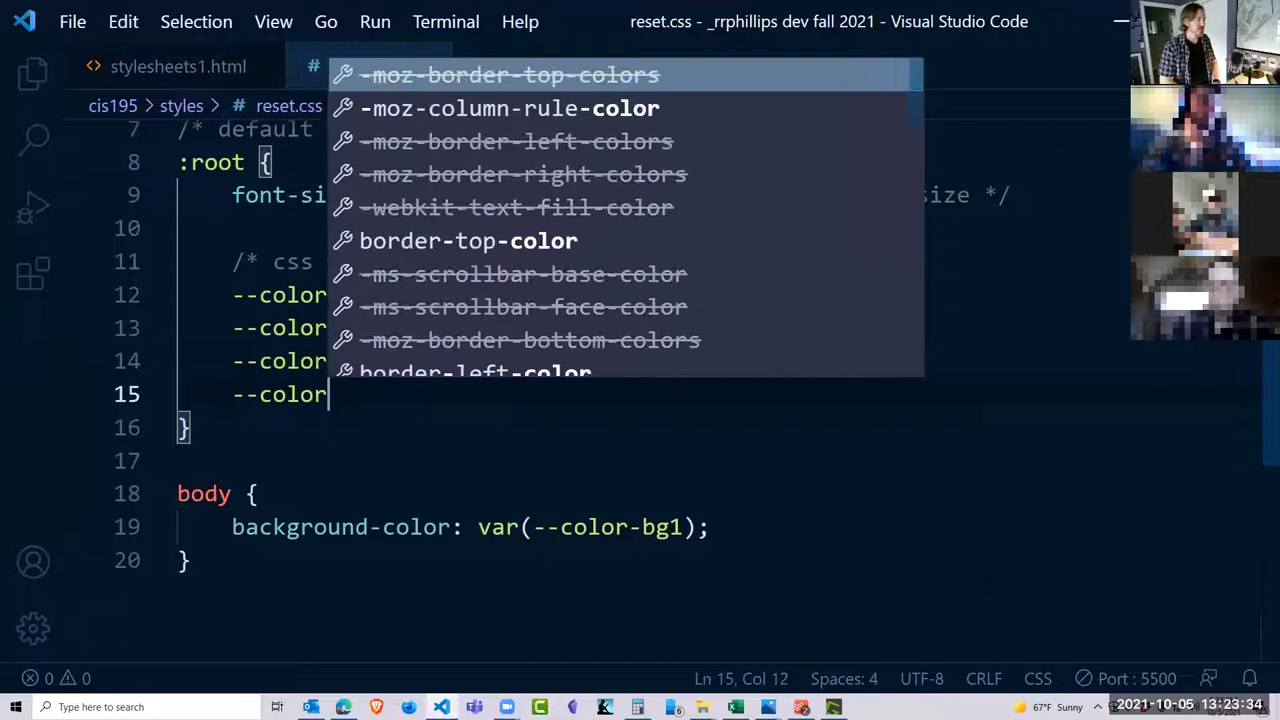 File Edit Selection View Go Run Terminal Help reset.css - _rrphillips dev fall 2021 - Visual Studio Code
<> stylesheets1.html #
cis195 > styles > # reset.css
-moz-border-top-colors
-moz-column-rule-color
-moz-border-left-colors
-moz-border-right-colors
-webkit-text-fill-color
border-top-color
-ms-scrollbar-base-color
-ms-scrollbar-face-color
-moz-border-bottom-colors
border-left-color
7 /* default
8 :root {
9 font-si size */
10
11 /* css
12 --color
13 --color
14 --color
15 --color
16 }
17
18 body {
19 background-color: var(--color-bg1);
20 }
0 0 Ln 15, Col 12 Spaces: 4 UTF-8 CRLF CSS Port : 5500
Type here to search 67°F Sunny 2021-10-05 13:23:34